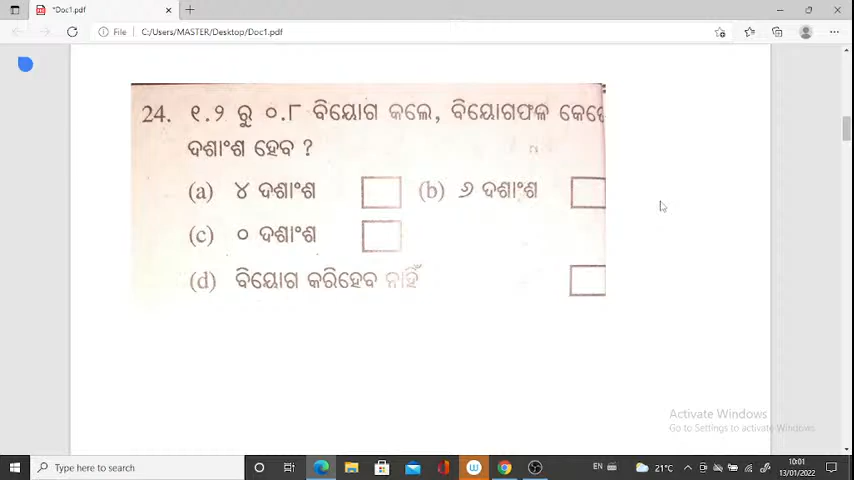 *Doc1.pdf
File C:/Users/MASTER/Desktop/Doc1.pdf
24. ୧.୨ ରୁ ୦.୮ ବିୟୋଗ କଲେ, ବିୟୋଗଫଳ
ଦଶାଂଶ ହେବ ?
(a) ୪ ଦଶାଂଶ (b) ୬ ଦଶାଂଶ
(c) ୦ ଦଶାଂଶ
(d) ବିୟୋଗ କରିହେବ ନାହିଁ
Activate Windows
Go to Settings to activate Windows.
Type here to search
21°C
EN
10:01
13/01/2022